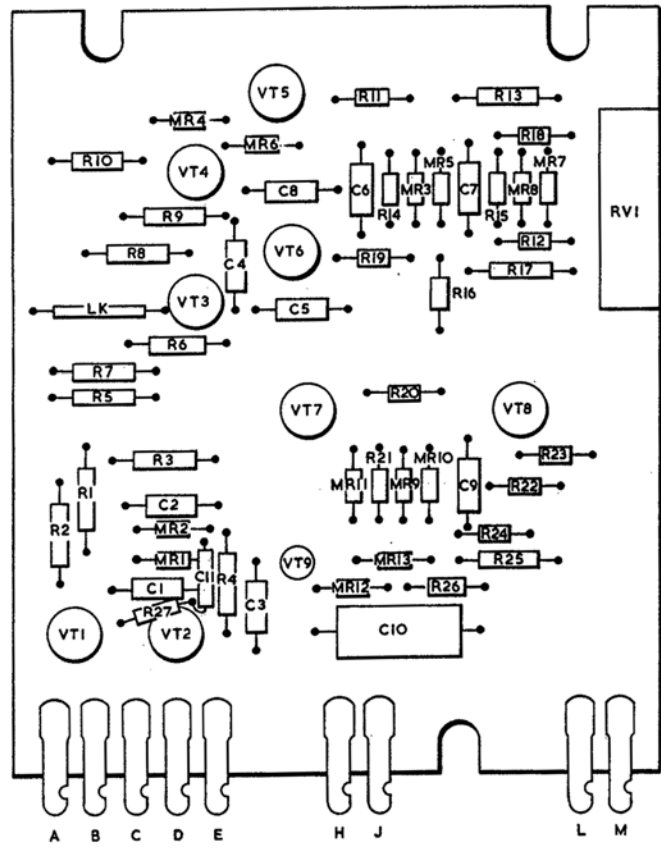 VT5
R11
R13
MR4
R18
MR6
R10
VT4
MR5
MR7
C8
C6
MR3
C7
MR8
R14
R15
RV1
R9
R8
C4
VT6
R19
R12
R17
LK
VT3
C5
R16
R6
R7
R5
R20
VT7
VT8
R3
R21
MR10
R23
R1
MR11
MR9
C9
R22
C2
R2
MR2
R24
MR1
C11
R4
VT9
MR13
R25
C1
C3
MR12
R26
R27
VT1
VT2
C10
A B C D E H J L M